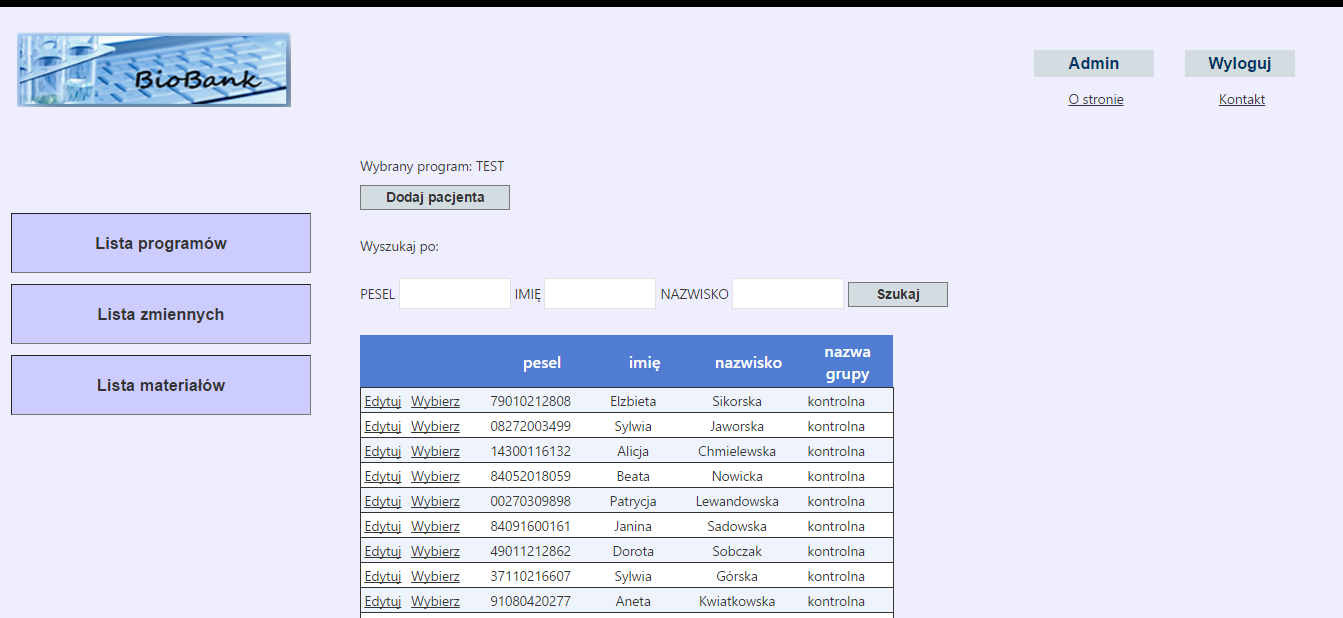 BioBank
Admin Wyloguj
O stronie Kontakt
Wybrany program: TEST
Dodaj pacjenta
Lista programów
Lista zmiennych
Lista materiałów
Wyszukaj po:
PESEL IMIĘ NAZWISKO Szukaj
pesel imię nazwisko nazwa grupy
Edytuj Wybierz 79010212808 Elzbieta Sikorska kontrolna
Edytuj Wybierz 08272003499 Sylwia Jaworska kontrolna
Edytuj Wybierz 14300116132 Alicja Chmielewska kontrolna
Edytuj Wybierz 84052018059 Beata Nowicka kontrolna
Edytuj Wybierz 00270309898 Patrycja Lewandowska kontrolna
Edytuj Wybierz 84091600161 Janina Sadowska kontrolna
Edytuj Wybierz 49011212862 Dorota Sobczak kontrolna
Edytuj Wybierz 37110216607 Sylwia Górska kontrolna
Edytuj Wybierz 91080420277 Aneta Kwiatkowska kontrolna